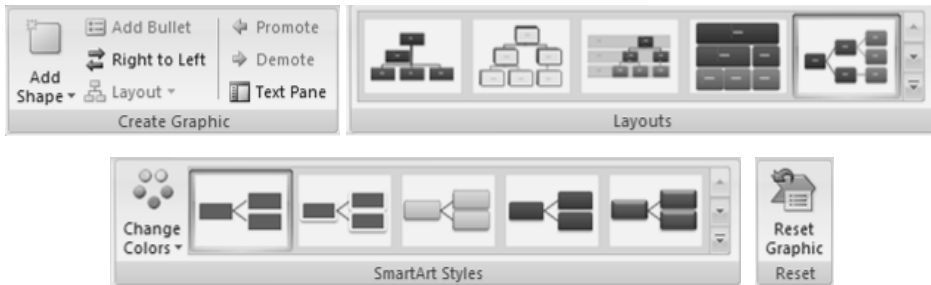 Add Bullet
Promote
Right to Left
Demote
Add
Shape
Layout
Text Pane
Create Graphic
Layouts
Change
Colors
SmartArt Styles
Reset
Graphic
Reset